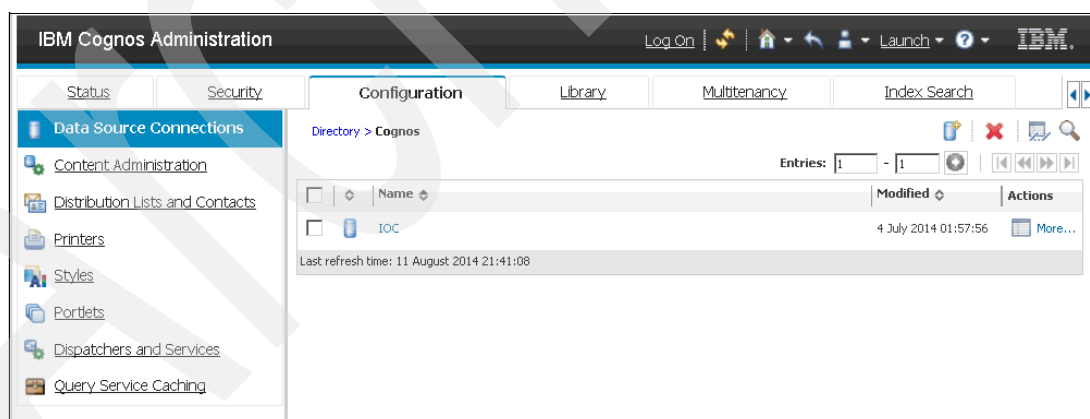 IBM Cognos Administration Log On Launch IBM.
Status Security Configuration Library Multitenancy Index Search
Data Source Connections
Content Administration
Distribution Lists and Contacts
Printers
Styles
Portlets
Dispatchers and Services
Query Service Caching
Directory > Cognos
Entries: 1 - 1
Name Modified Actions
IOC 4 July 2014 01:57:56 More...
Last refresh time: 11 August 2014 21:41:08